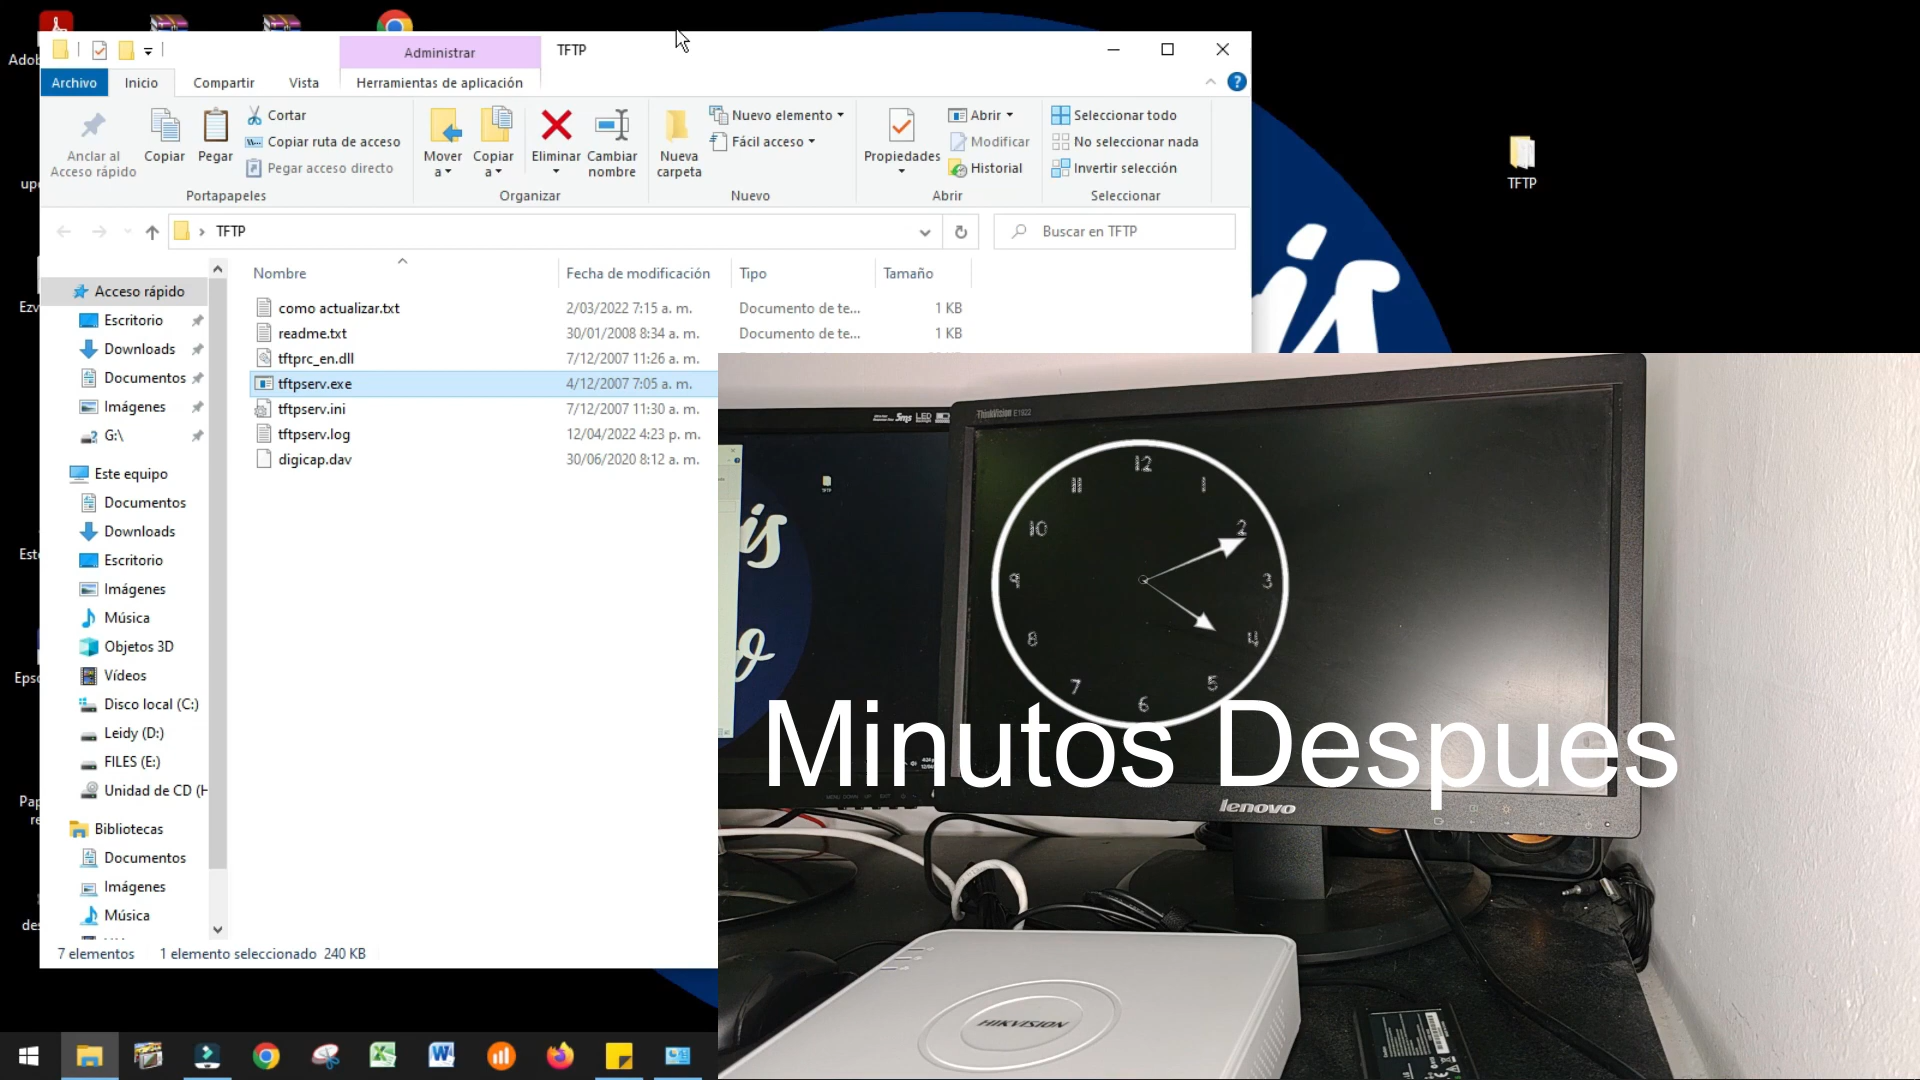 Administrar
TFTP
Archivo
Inicio
Compartir
Vista
Herramientas de aplicación
Anclar al
Acceso rápido
Copiar
Pegar
Cortar
Copiar ruta de acceso
Pegar acceso directo
Portapapeles
Mover
a
Copiar
a
Eliminar
Cambiar
nombre
Organizar
Nueva
carpeta
Nuevo elemento
Fácil acceso
Nuevo
Propiedades
Abrir
Modificar
Historial
Abrir
Seleccionar todo
No seleccionar nada
Invertir selección
Seleccionar
TFTP
TFTP
Buscar en TFTP
Nombre
Fecha de modificación
Tipo
Tamaño
como actualizar.txt 2/03/2022 7:15 a. m. Documento de te... 1 KB
readme.txt 30/01/2008 8:34 a. m. Documento de te... 1 KB
tftprc_en.dll 7/12/2007 11:26 a. m.
tftpserv.exe 4/12/2007 7:05 a. m.
tftpserv.ini 7/12/2007 11:30 a. m.
tftpserv.log 12/04/2022 4:23 p. m.
digicap.dav 30/06/2020 8:12 a. m.
Acceso rápido
Escritorio
Downloads
Documentos
Imágenes
G:\
Este equipo
Documentos
Downloads
Escritorio
Imágenes
Música
Objetos 3D
Vídeos
Disco local (C:)
Leidy (D:)
FILES (E:)
Unidad de CD (H
Bibliotecas
Documentos
Imágenes
Música
7 elementos 1 elemento seleccionado 240 KB
ThinkVision E1922
5ms LED
12
2
3
5
6
7
8
9
10
11
Minutos Despues
lenovo
HIKVISION